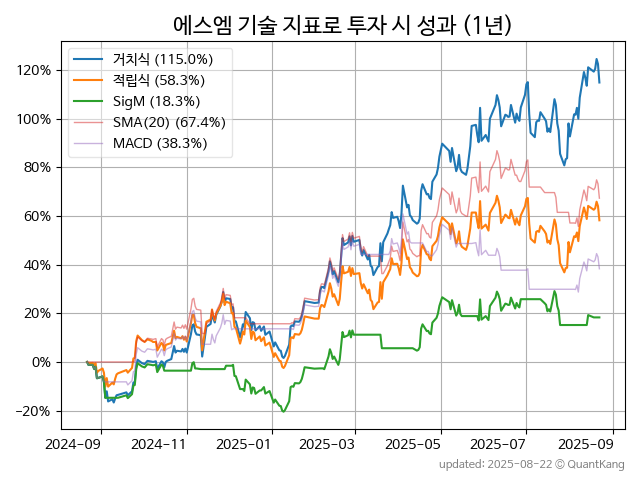 에스엠 기술 지표로 투자 시 성과 (1년)
거치식 (115.0%)
적립식 (58.3%)
SigM (18.3%)
SMA(20) (67.4%)
MACD (38.3%)
120%
100%
80%
60%
40%
20%
0%
−20%
2024-09
2024-11
2025-01
2025-03
2025-05
2025-07
2025-09
updated: 2025-08-22 © QuantKang